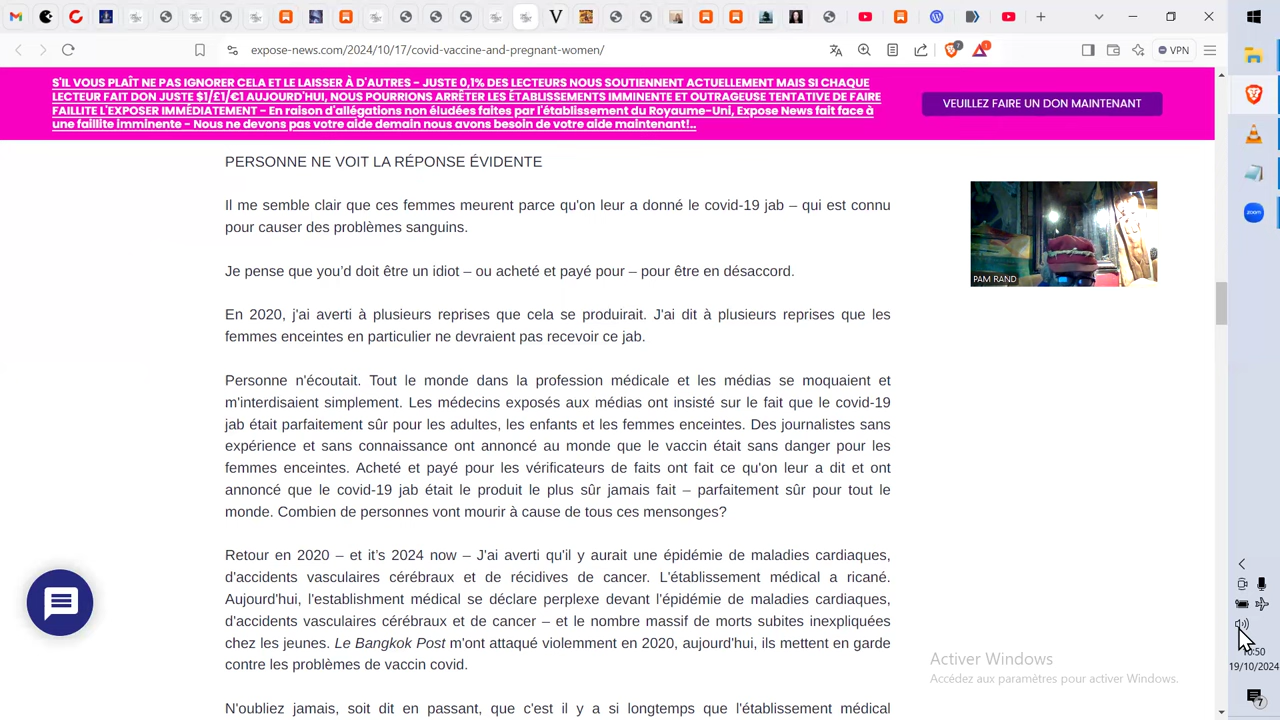 expose-news.com/2024/10/17/covid-vaccine-and-pregnant-women/
VPN
S'IL VOUS PLAÎT NE PAS IGNORER CELA ET LE LAISSER À D'AUTRES - JUSTE 0,1% DES LECTEURS NOUS SOUTIENNENT ACTUELLEMENT MAIS SI CHAQUE
LECTEUR FAIT DON JUSTE $1/£1/€1 AUJOURD'HUI, NOUS POURRIONS ARRÊTER LES ÉTABLISSEMENTS IMMINENTE ET OUTRAGEUSE TENTATIVE DE FAIRE
FAILLITE L'EXPOSER IMMÉDIATEMENT - En raison d'allégations non éludées faites par l'établissement du Royaume-Uni, Expose News fait face à
une faillite imminente - Nous ne devons pas votre aide demain nous avons besoin de votre aide maintenant!..
VEUILLEZ FAIRE UN DON MAINTENANT
PERSONNE NE VOIT LA RÉPONSE ÉVIDENTE
Il me semble clair que ces femmes meurent parce qu'on leur a donné le covid-19 jab – qui est connu
pour causer des problèmes sanguins.
Je pense que you'd doit être un idiot – ou acheté et payé pour – pour être en désaccord.
PAM RAND
En 2020, j'ai averti à plusieurs reprises que cela se produirait. J'ai dit à plusieurs reprises que les
femmes enceintes en particulier ne devraient pas recevoir ce jab.
Personne n'écoutait. Tout le monde dans la profession médicale et les médias se moquaient et
m'interdisaient simplement. Les médecins exposés aux médias ont insisté sur le fait que le covid-19
jab était parfaitement sûr pour les adultes, les enfants et les femmes enceintes. Des journalistes sans
expérience et sans connaissance ont annoncé au monde que le vaccin était sans danger pour les
femmes enceintes. Acheté et payé pour les vérificateurs de faits ont fait ce qu'on leur a dit et ont
annoncé que le covid-19 jab était le produit le plus sûr jamais fait – parfaitement sûr pour tout le
monde. Combien de personnes vont mourir à cause de tous ces mensonges?
Retour en 2020 – et it's 2024 now – J'ai averti qu'il y aurait une épidémie de maladies cardiaques,
d'accidents vasculaires cérébraux et de récidives de cancer. L'établissement médical a ricané.
Aujourd'hui, l'establishment médical se déclare perplexe devant l'épidémie de maladies cardiaques,
d'accidents vasculaires cérébraux et de cancer – et le nombre massif de morts subites inexpliquées
chez les jeunes. Le Bangkok Post m'ont attaqué violemment en 2020, aujourd'hui, ils mettent en garde
contre les problèmes de vaccin covid.
N'oubliez jamais, soit dit en passant, que c'est il y a si longtemps que l'établissement médical
Activer Windows
Accédez aux paramètres pour activer Windows.
zoom
:50
19/10/2024
7